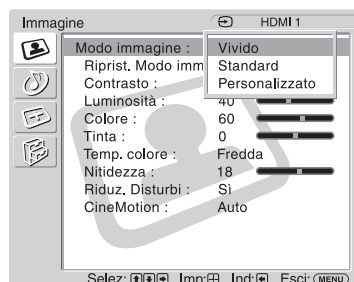 Immagine HDMI 1
Modo immagine : Vivido
Riprist. Modo imm Standard
Contrasto : Personalizzato
Luminosità : 40
Colore : 60
Tinta : 0
Temp. colore : Fredda
Nitidezza : 18
Riduz. Disturbi : Sì
CineMotion : Auto
Selez: Imp: Ind: Esci: MENU